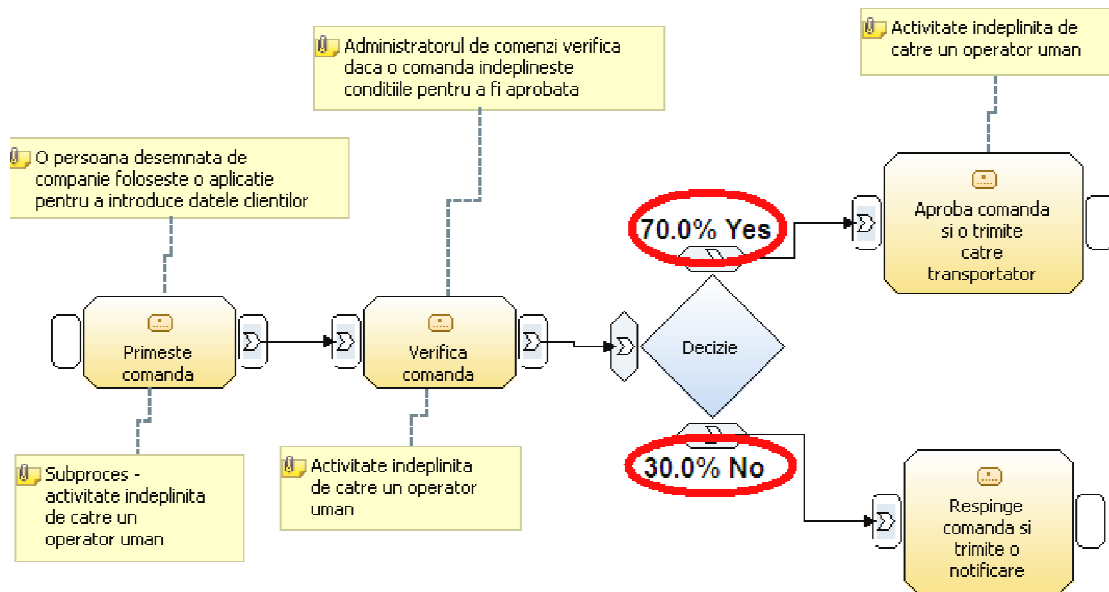 Administratorul de comenzi verifica
daca o comanda indeplineste
conditiile pentru a fi aprobata
Activitate indeplinita de
catre un operator uman
O persoana desemnata de
companie foloseste o aplicatie
pentru a introduce datele clientilor
70.0% Yes
Aproba comanda
si o trimite
catre
transportator
Primeste
comanda
Verifica
comanda
Decizie
30.0% No
Subproces -
activitate indeplinita
de catre un
operator uman
Activitate indeplinita
de catre un operator
uman
Respinge
comanda si
trimite o
notificare